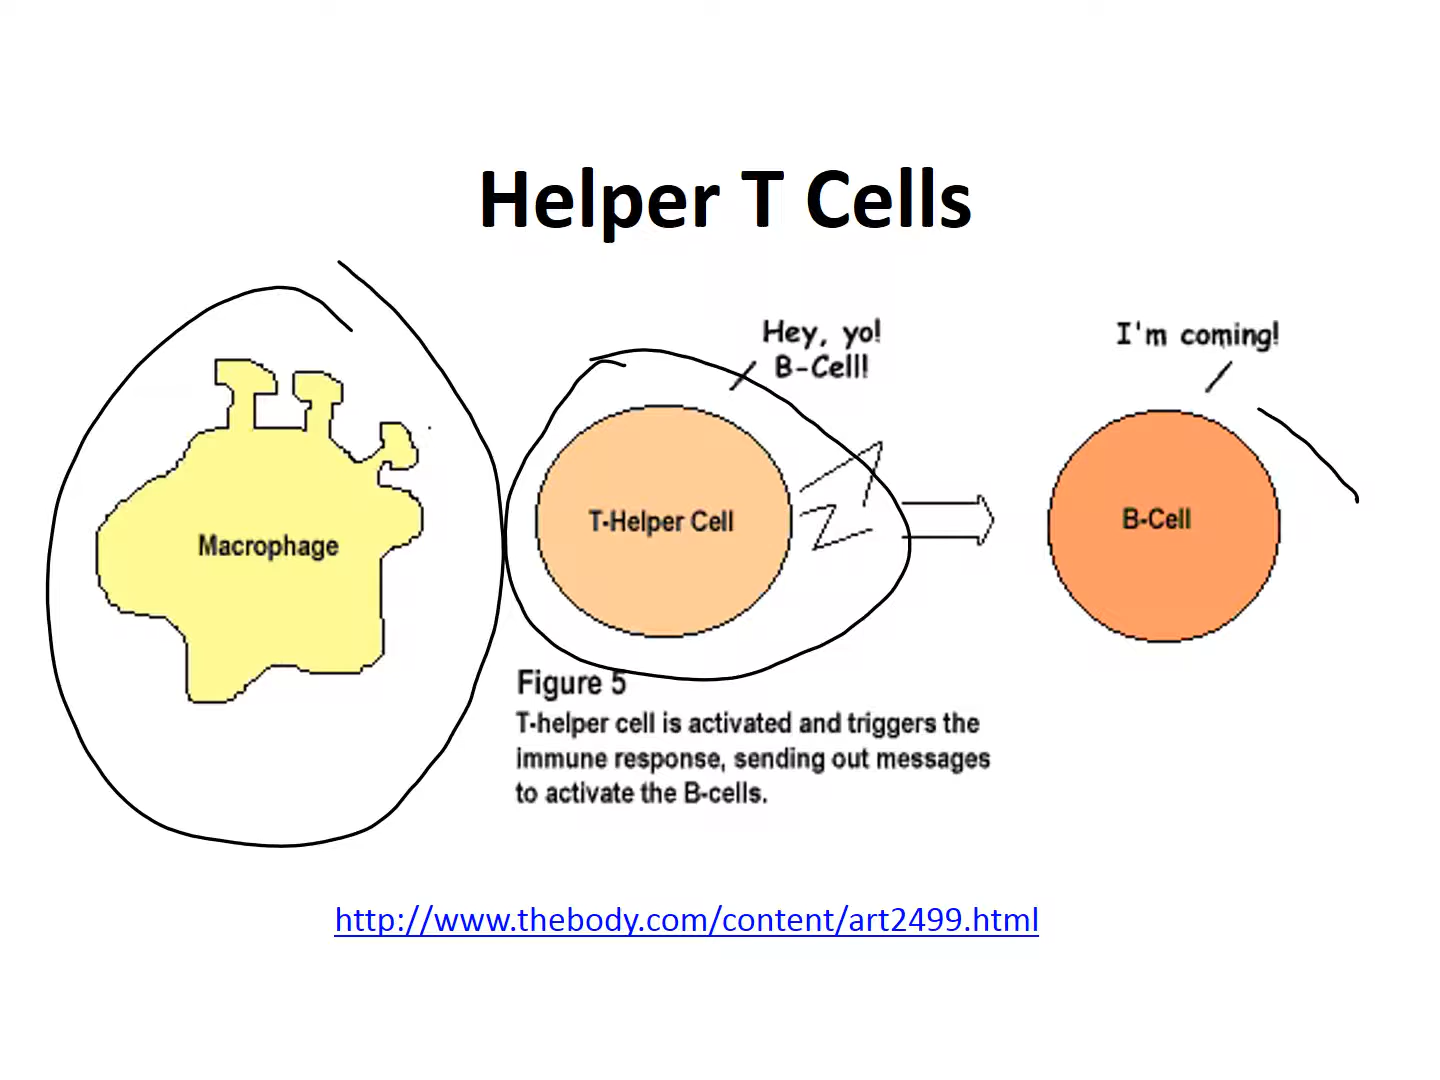 Helper T Cells
Hey, yo!
B-Cell!
I'm coming!
Macrophage
T-Helper Cell
B-Cell
Figure 5
T-helper cell is activated and triggers the
immune response, sending out messages
to activate the B-cells.
http://www.thebody.com/content/art2499.html